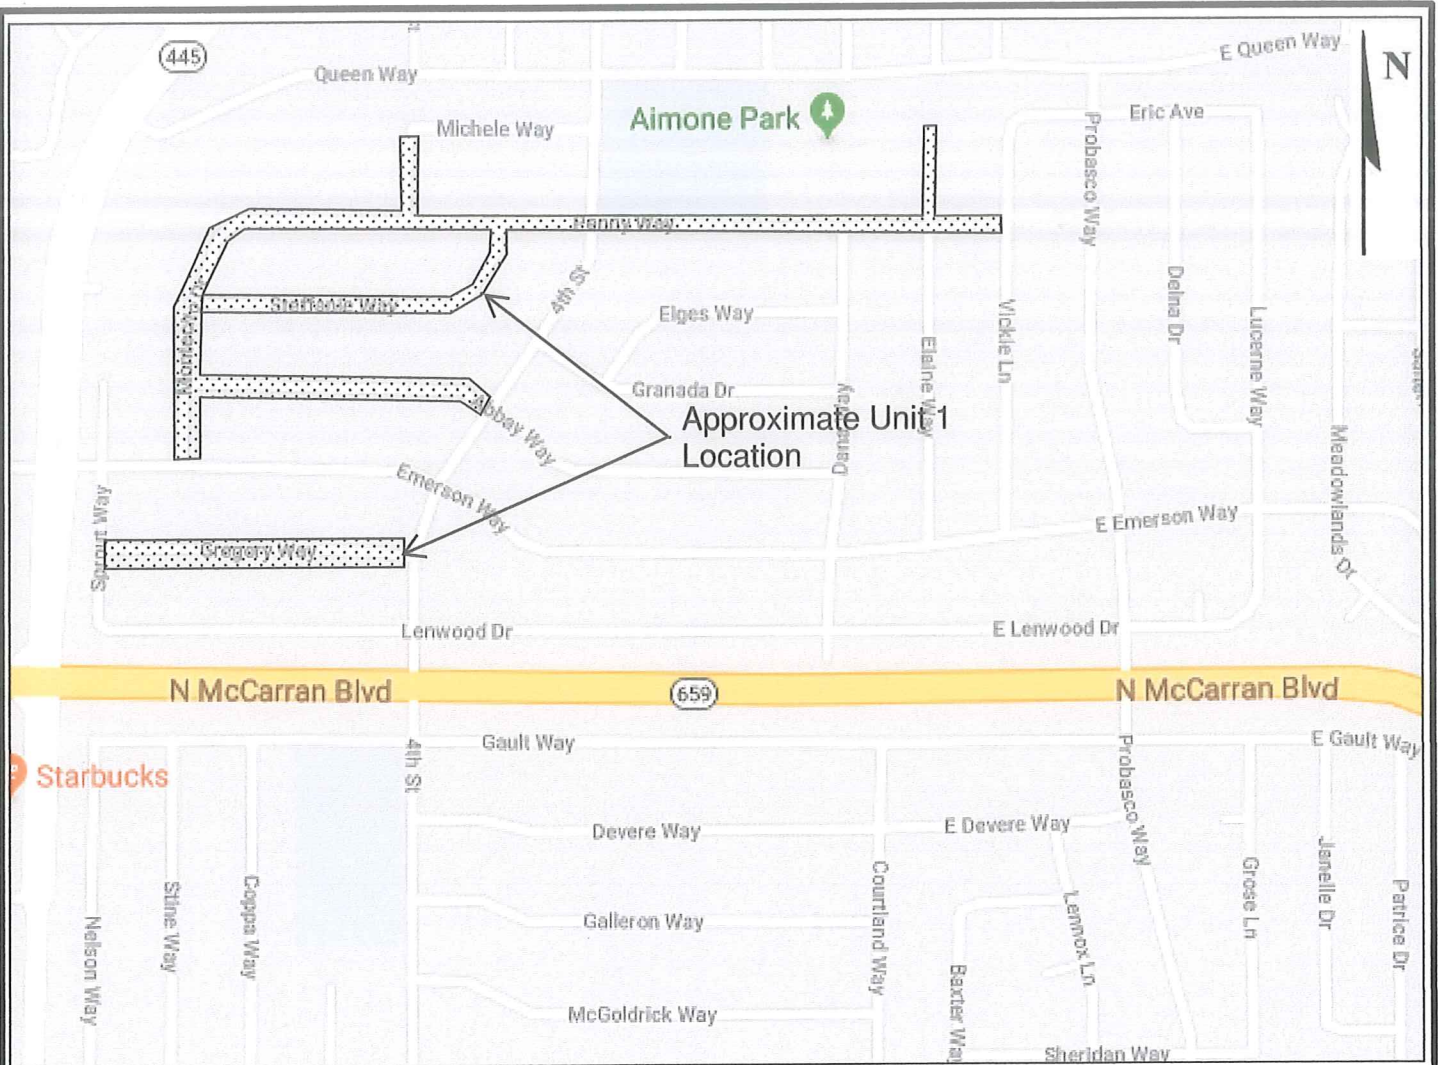 445
Queen Way
E Queen Way
N
Michele Way
Aimone Park
Eric Ave
Probasco Way
Penny Way
4th St
Steffanie Way
Elges Way
Delna Dr
Vickie Ln
Lucerne Way
Elaine Way
Granada Dr
Abbay Way
Approximate Unit 1
Location
Meadowlands Dr
Emerson Way
E Emerson Way
Sprout Way
Gregory Way
Lenwood Dr
E Lenwood Dr
N McCarran Blvd
659
N McCarran Blvd
4th St
Gault Way
Probasco Way
E Gault Way
Starbucks
Devere Way
E Devere Way
Nelson Way
Stine Way
Coppa Way
Courtland Way
Lennox Ln
Grose Ln
Janelle Dr
Patrice Dr
Galleron Way
Baxter Way
McGoldrick Way
Sheridan Way